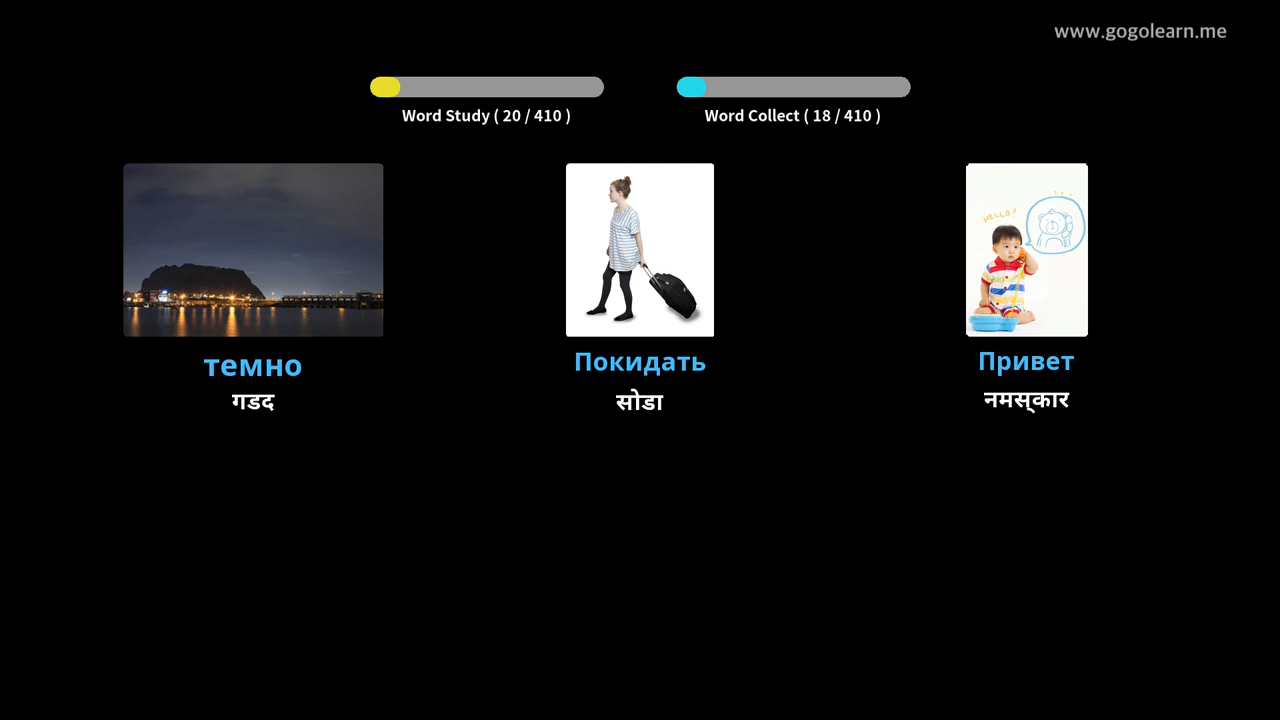 www.gogolearn.me
Word Study ( 20 / 410 )
Word Collect ( 18 / 410 )
HELLO?
темно
Покидать
Привет
गडद
सोडा
नमस्कार